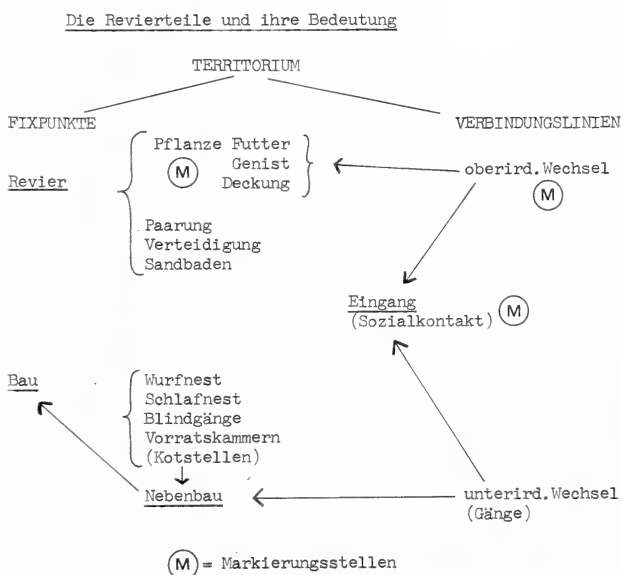 Die Revierteile und ihre Bedeutung
TERRITORIUM
FIXPUNKTE
VERBINDUNGSLINIEN
Revier
Pflanze Futter
M Genist
Deckung
Paarung
Verteidigung
Sandbaden
oberird. Wechsel
M
Eingang
(Sozialkontakt) M
Bau
Wurfnest
Schlafnest
Blindgänge
Vorratskammern
(Kotstellen)
Nebenbau
unterird. Wechsel
(Gänge)
M = Markierungsstellen